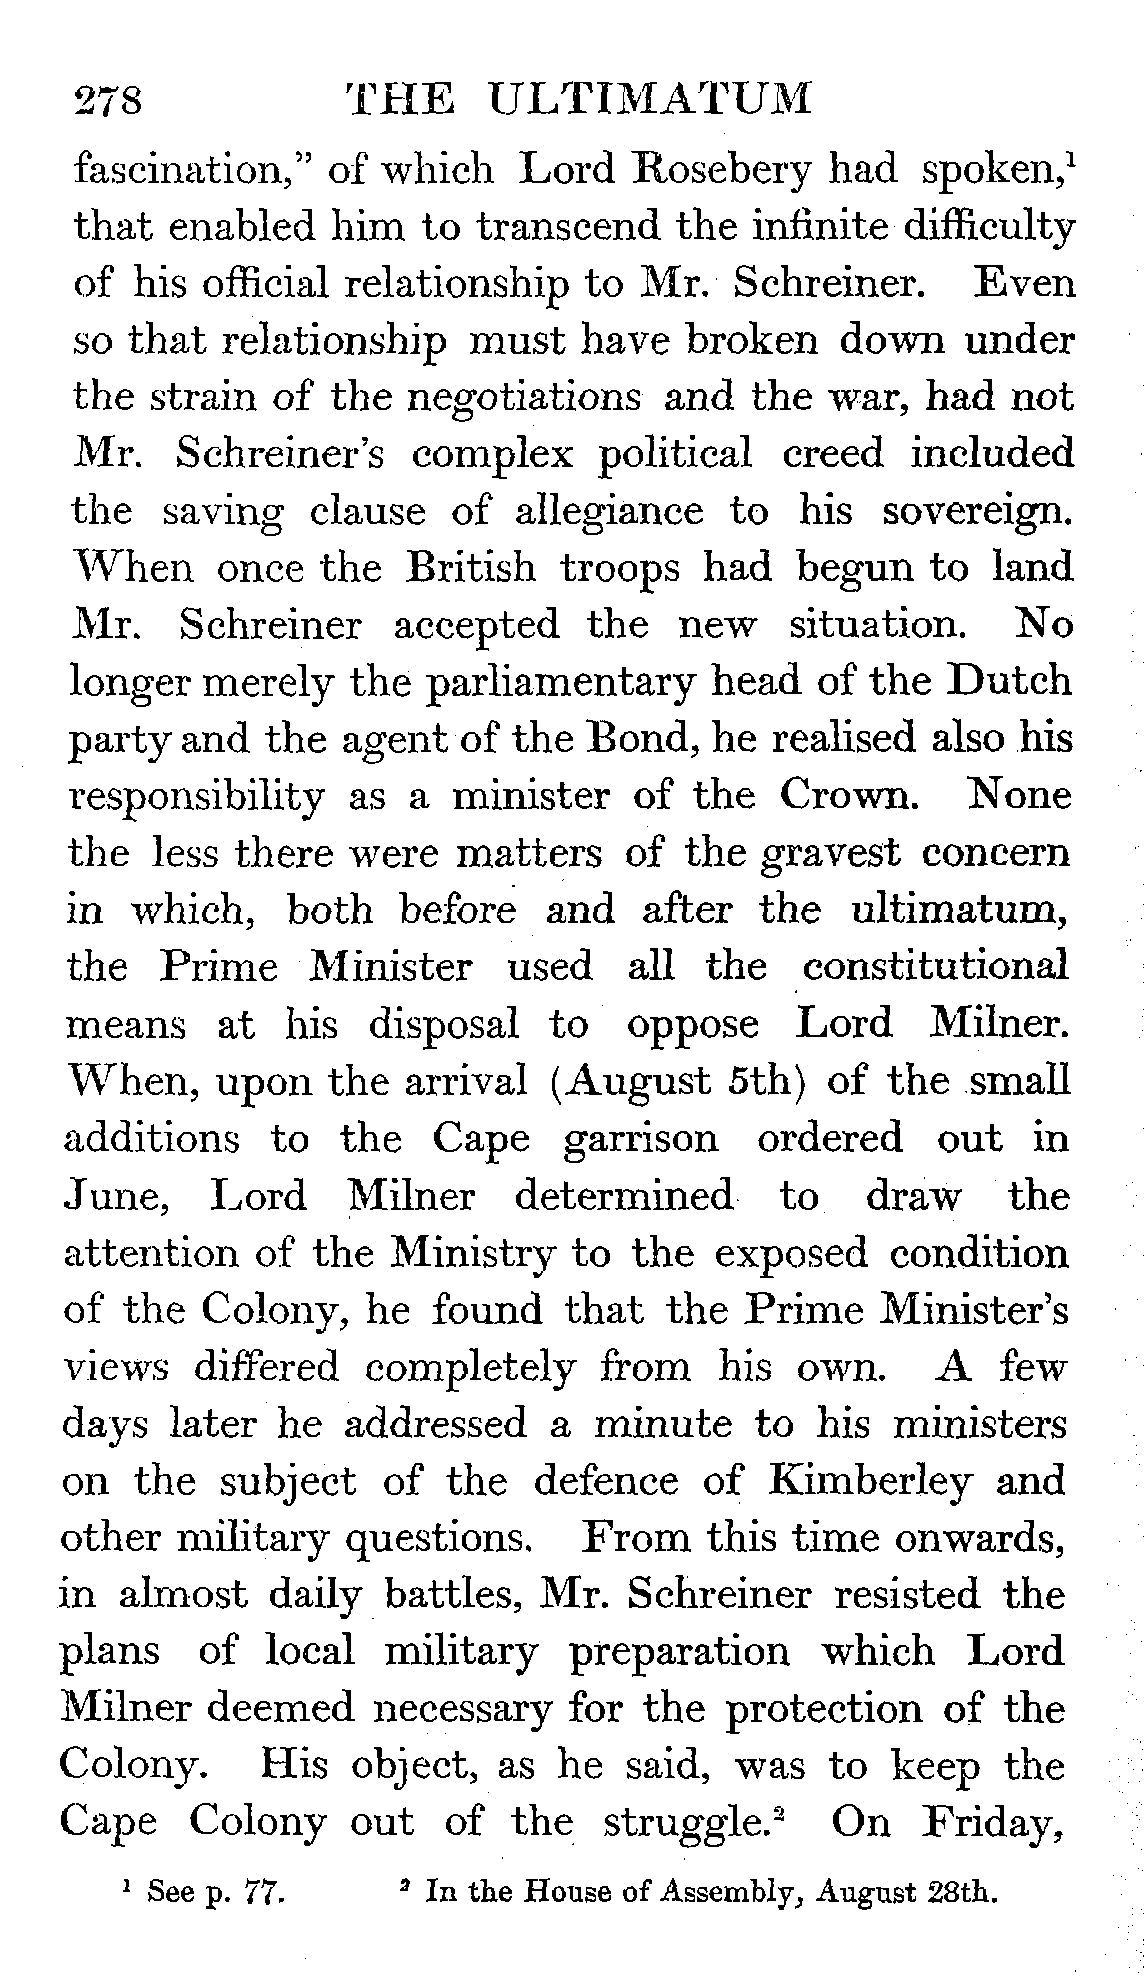 278 THE ULTIMATUM
fascination,” of which Lord Rosebery had spoken,¹
that enabled him to transcend the infinite difficulty
of his official relationship to Mr. Schreiner. Even
so that relationship must have broken down under
the strain of the negotiations and the war, had not
Mr. Schreiner’s complex political creed included
the saving clause of allegiance to his sovereign.
When once the British troops had begun to land
Mr. Schreiner accepted the new situation. No
longer merely the parliamentary head of the Dutch
party and the agent of the Bond, he realised also his
responsibility as a minister of the Crown. None
the less there were matters of the gravest concern
in which, both before and after the ultimatum,
the Prime Minister used all the constitutional
means at his disposal to oppose Lord Milner.
When, upon the arrival (August 5th) of the small
additions to the Cape garrison ordered out in
June, Lord Milner determined to draw the
attention of the Ministry to the exposed condition
of the Colony, he found that the Prime Minister’s
views differed completely from his own. A few
days later he addressed a minute to his ministers
on the subject of the defence of Kimberley and
other military questions. From this time onwards,
in almost daily battles, Mr. Schreiner resisted the
plans of local military preparation which Lord
Milner deemed necessary for the protection of the
Colony. His object, as he said, was to keep the
Cape Colony out of the struggle.² On Friday,
¹ See p. 77. ² In the House of Assembly, August 28th.